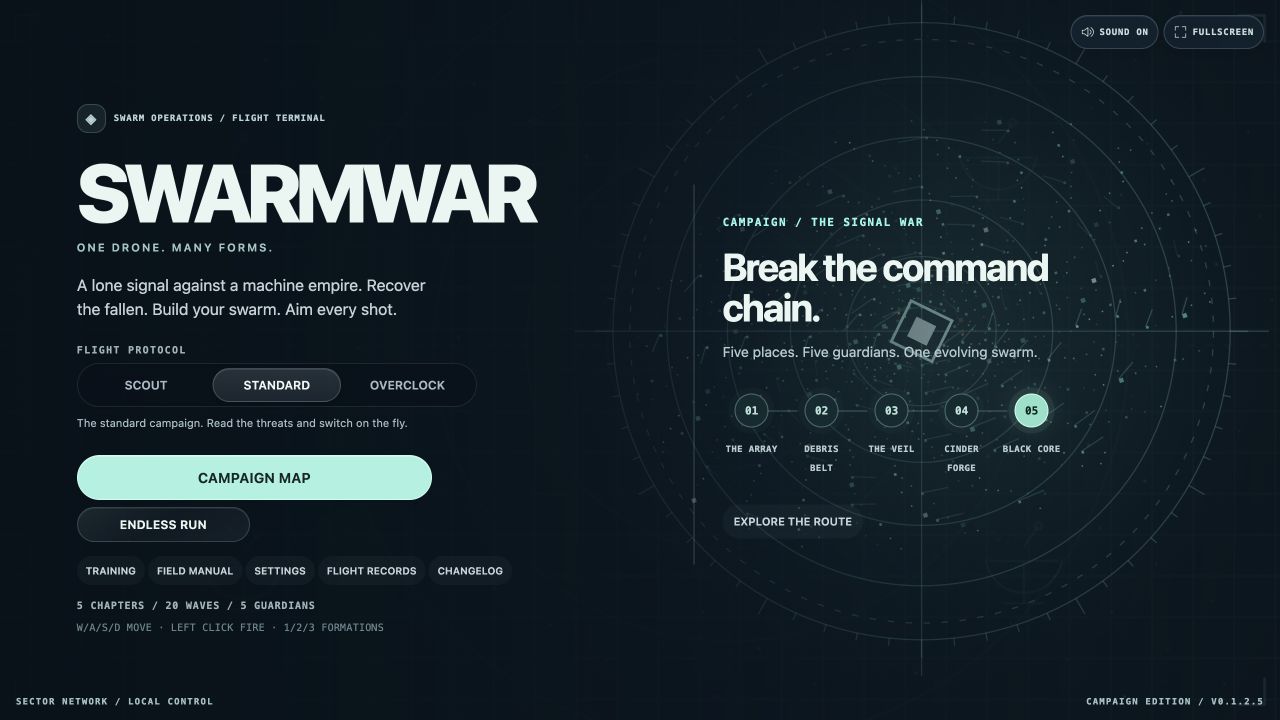 SOUND ON
FULLSCREEN
SWARM OPERATIONS / FLIGHT TERMINAL
SWARMWAR
ONE DRONE. MANY FORMS.
A lone signal against a machine empire. Recover
the fallen. Build your swarm. Aim every shot.
FLIGHT PROTOCOL
SCOUT
STANDARD
OVERCLOCK
The standard campaign. Read the threats and switch on the fly.
CAMPAIGN MAP
ENDLESS RUN
TRAINING
FIELD MANUAL
SETTINGS
FLIGHT RECORDS
CHANGELOG
5 CHAPTERS / 20 WAVES / 5 GUARDIANS
W/A/S/D MOVE · LEFT CLICK FIRE · 1/2/3 FORMATIONS
CAMPAIGN / THE SIGNAL WAR
Break the command
chain.
Five places. Five guardians. One evolving swarm.
01
THE ARRAY
02
DEBRIS
BELT
03
THE VEIL
04
CINDER
FORGE
05
BLACK CORE
EXPLORE THE ROUTE
SECTOR NETWORK / LOCAL CONTROL
CAMPAIGN EDITION / V0.1.2.5